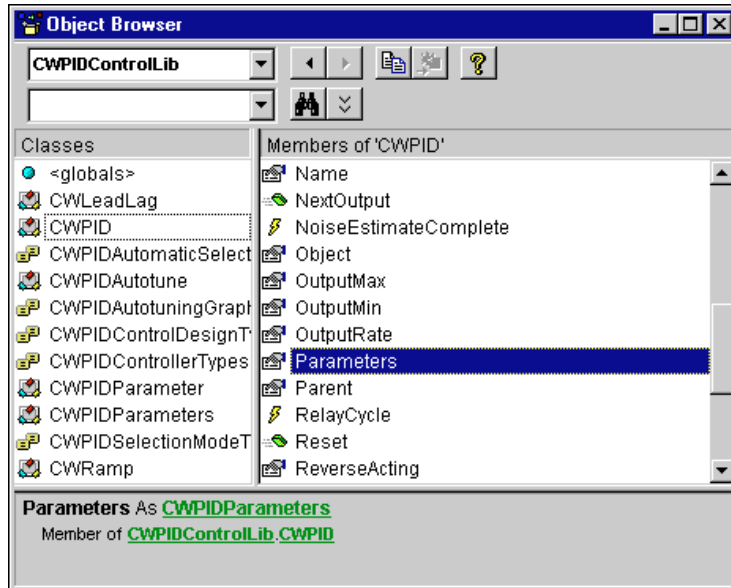 Object Browser
CWPIDControlLib
Classes
Members of 'CWPID'
<globals>
CWLeadLag
CWPID
CWPIDAutomaticSelect
CWPIDAutotune
CWPIDAutotuningGraph
CWPIDControlDesignT
CWPIDControllerTypes
CWPIDParameter
CWPIDParameters
CWPIDSelectionModeT
CWRamp
Name
NextOutput
NoiseEstimateComplete
Object
OutputMax
OutputMin
OutputRate
Parameters
Parent
RelayCycle
Reset
ReverseActing
Parameters As CWPIDParameters
Member of CWPIDControlLib.CWPID